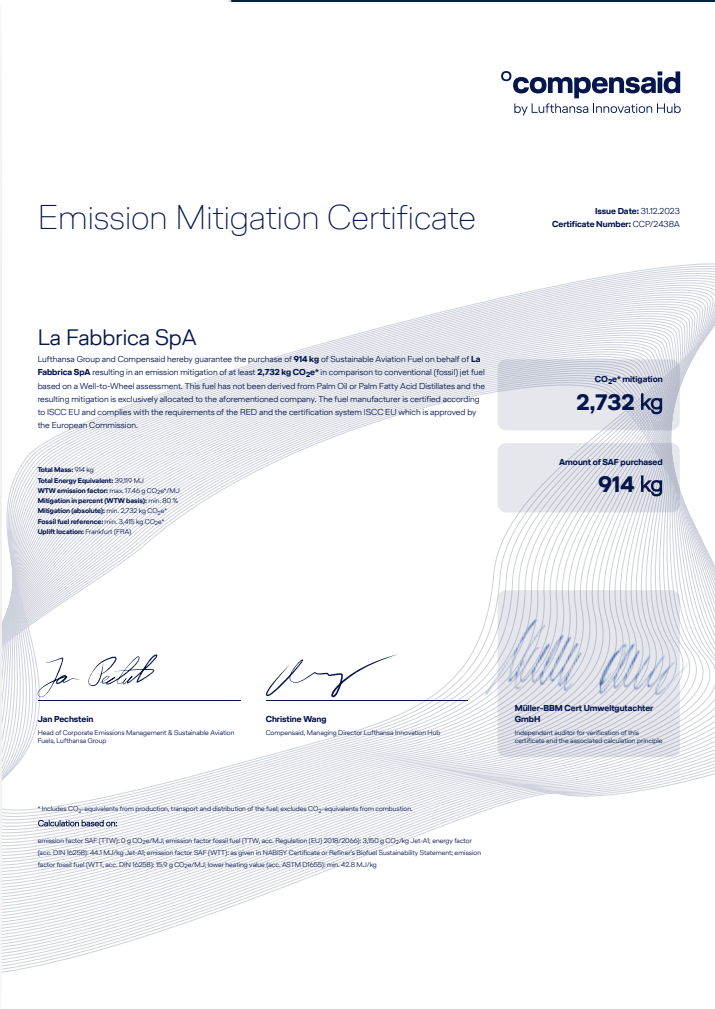 °compensaid
by Lufthansa Innovation Hub
Emission Mitigation Certificate
Issue Date: 31.12.2023
Certificate Number: CCP/2438A
La Fabbrica SpA
Lufthansa Group and Compensaid hereby guarantee the purchase of 914 kg of Sustainable Aviation Fuel on behalf of La
Fabbrica SpA resulting in an emission mitigation of at least 2,732 kg CO₂e* in comparison to conventional (fossil) jet fuel
based on a Well-to-Wheel assessment. This fuel has not been derived from Palm Oil or Palm Fatty Acid Distillates and the
resulting mitigation is exclusively allocated to the aforementioned company. The fuel manufacturer is certified according
to ISCC EU and complies with the requirements of the RED and the certification system ISCC EU which is approved by
the European Commission.
CO₂e* mitigation
2,732 kg
Amount of SAF purchased
914 kg
Total Mass: 914 kg
Total Energy Equivalent: 39,119 MJ
WTW emission factor: max. 17.46 g CO₂e*/MJ
Mitigation in percent (WTW basis): min. 80 %
Mitigation (absolute): min. 2,732 kg CO₂e*
Fossil fuel reference: min. 3,415 kg CO₂e*
Uplift location: Frankfurt (FRA)
Jan Pechstein
Head of Corporate Emissions Management & Sustainable Aviation
Fuels, Lufthansa Group
Christine Wang
Compensaid, Managing Director Lufthansa Innovation Hub
Müller-BBM Cert Umweltgutachter
GmbH
Independent auditor for verification of this
certificate and the associated calculation principle
* Includes CO₂-equivalents from production, transport and distribution of the fuel; excludes CO₂-equivalents from combustion.
Calculation based on:
emission factor SAF (TTW): 0 g CO₂e/MJ; emission factor fossil fuel (TTW, acc. Regulation (EU) 2018/2066): 3,150 g CO₂/kg Jet-A1; energy factor
(acc. DIN 16258): 44.1 MJ/kg Jet-A1; emission factor SAF (WTT): as given in NABISY Certificate or Refiner's Biofuel Sustainability Statement; emission
factor fossil fuel (WTT, acc. DIN 16258): 15.9 g CO₂e/MJ; lower heating value (acc. ASTM D1655): min. 42.8 MJ/kg